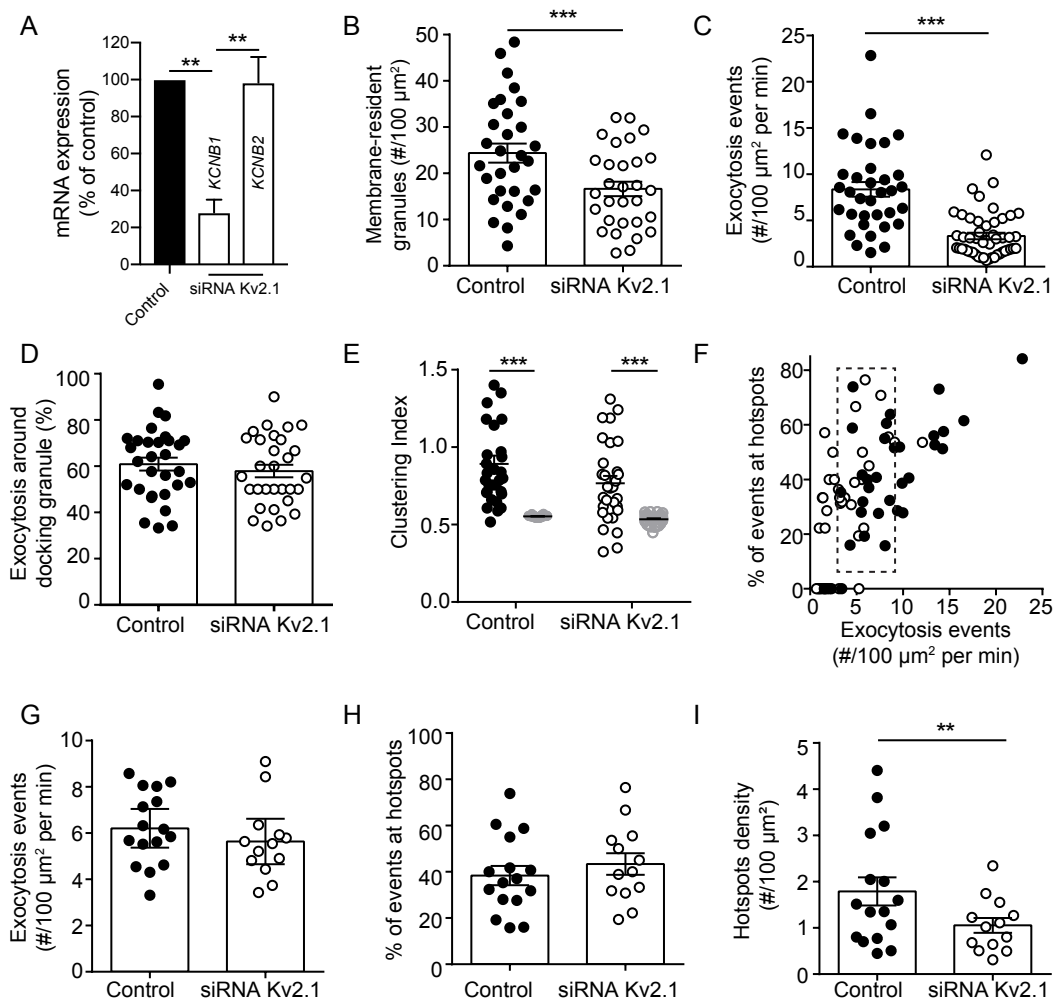 A
mRNA expression
(% of control)
120
100
80
60
40
20
0
**
**
KCNB1
KCNB2
Control
siRNA Kv2.1
B
Membrane-resident
granules (#/100 µm²)
50
40
30
20
10
0
***
Control
siRNA Kv2.1
C
Exocytosis events
(#/100 µm² per min)
25
20
15
10
5
0
***
Control
siRNA Kv2.1
D
Exocytosis around
docking granule (%)
100
80
60
40
60
0
Control
siRNA Kv2.1
E
Clustering Index
1.5
1.0
0.5
0.0
***
***
Control
siRNA Kv2.1
F
% of events at hotspots
80
60
40
20
0
0
5
10
15
20
25
Exocytosis events
(#/100 µm² per min)
G
Exocytosis events
(#/100 µm² per min)
10
8
6
4
2
0
Control
siRNA Kv2.1
H
% of events at hotspots
100
80
60
40
20
0
Control
siRNA Kv2.1
I
Hotspots density
(#/100 µm²)
5
4
3
2
1
0
**
Control
siRNA Kv2.1